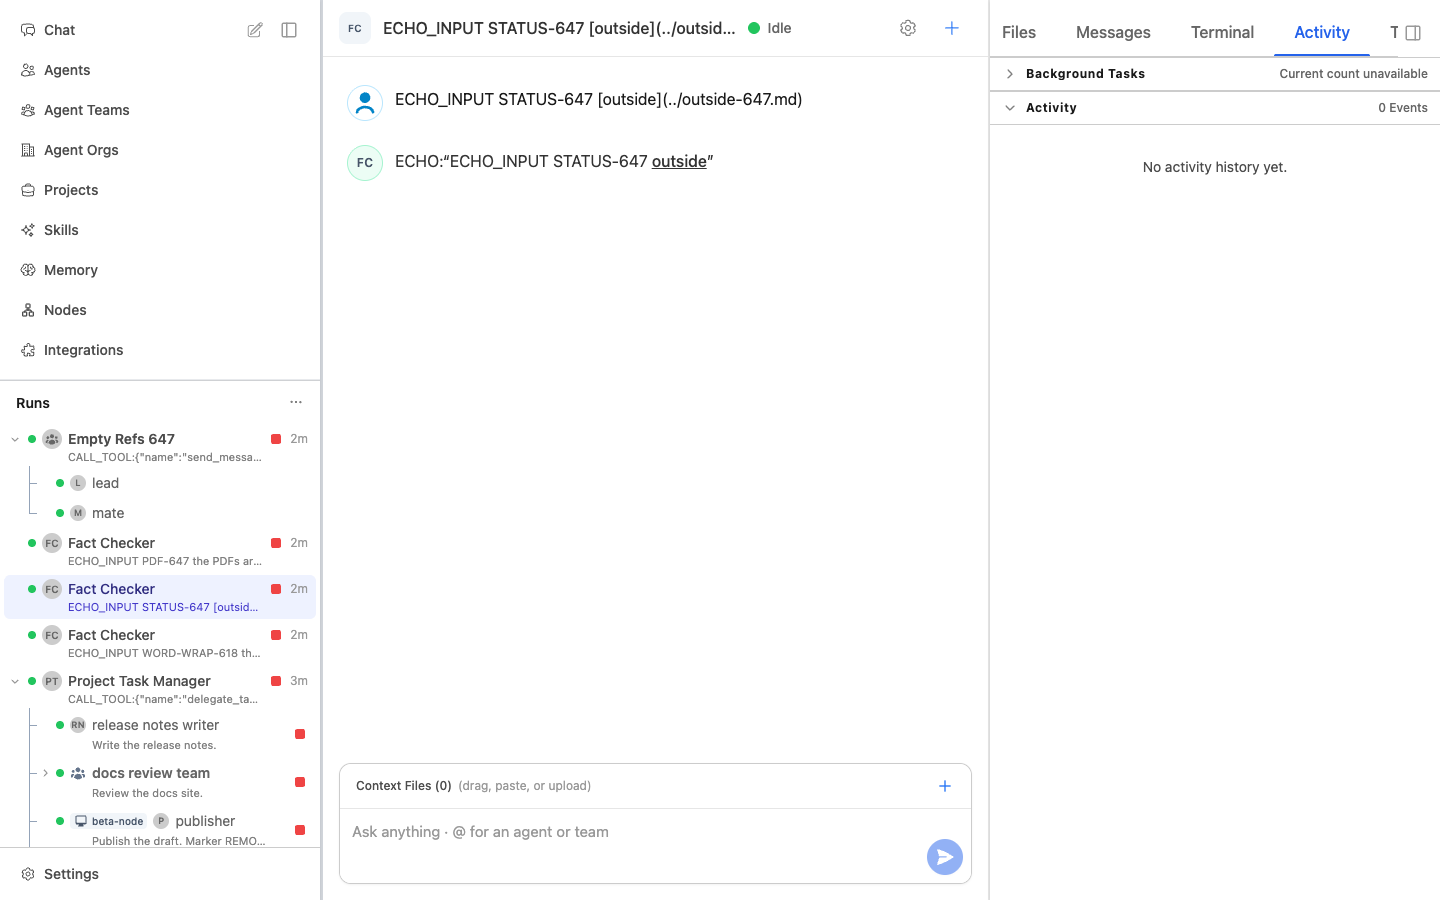 Chat
Agents
Agent Teams
Agent Orgs
Projects
Skills
Memory
Nodes
Integrations
Runs
Empty Refs 647
2m
CALL_TOOL:{"name":"send_messa...
L
lead
M
mate
FC
Fact Checker
2m
ECHO_INPUT PDF-647 the PDFs ar...
FC
Fact Checker
2m
ECHO_INPUT STATUS-647 [outsid...
FC
Fact Checker
2m
ECHO_INPUT WORD-WRAP-618 th...
PT
Project Task Manager
3m
CALL_TOOL:{"name":"delegate_ta...
RN
release notes writer
Write the release notes.
docs review team
Review the docs site.
beta-node
P
publisher
Publish the draft. Marker REMO...
Settings
FC
ECHO_INPUT STATUS-647 [outside](../outsid...
Idle
ECHO_INPUT STATUS-647 [outside](../outside-647.md)
FC
ECHO:“ECHO_INPUT STATUS-647 outside”
Context Files (0) (drag, paste, or upload)
Ask anything · @ for an agent or team
Files
Messages
Terminal
Activity
T
Background Tasks
Current count unavailable
Activity
0 Events
No activity history yet.